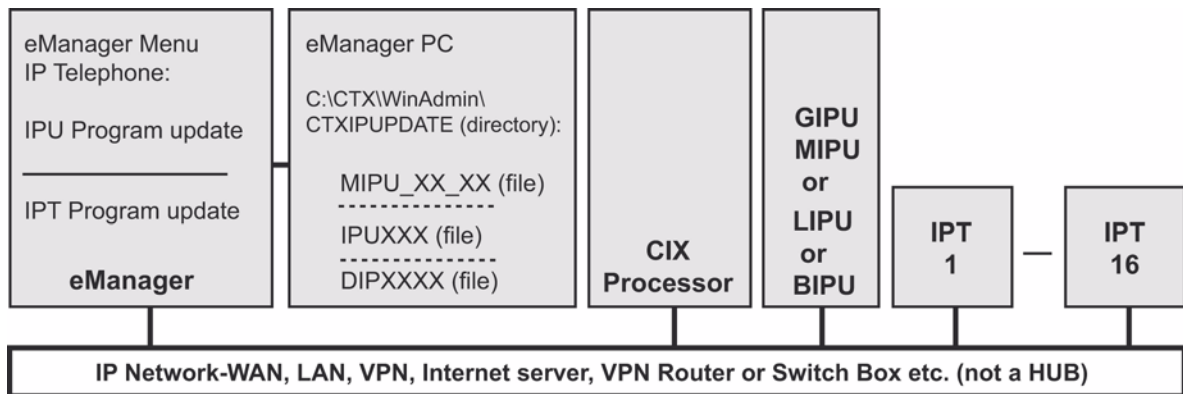 eManager Menu
IP Telephone:
IPU Program update
IPT Program update
eManager
eManager PC
C:\CTX\WinAdmin\
CTXIPUPDATE (directory):
MIPU_XX_XX (file)
IPUXXX (file)
DIPXXXX (file)
CIX
Processor
GIPU
MIPU
or
LIPU
or
BIPU
IPT
1
IPT
16
IP Network-WAN, LAN, VPN, Internet server, VPN Router or Switch Box etc. (not a HUB)